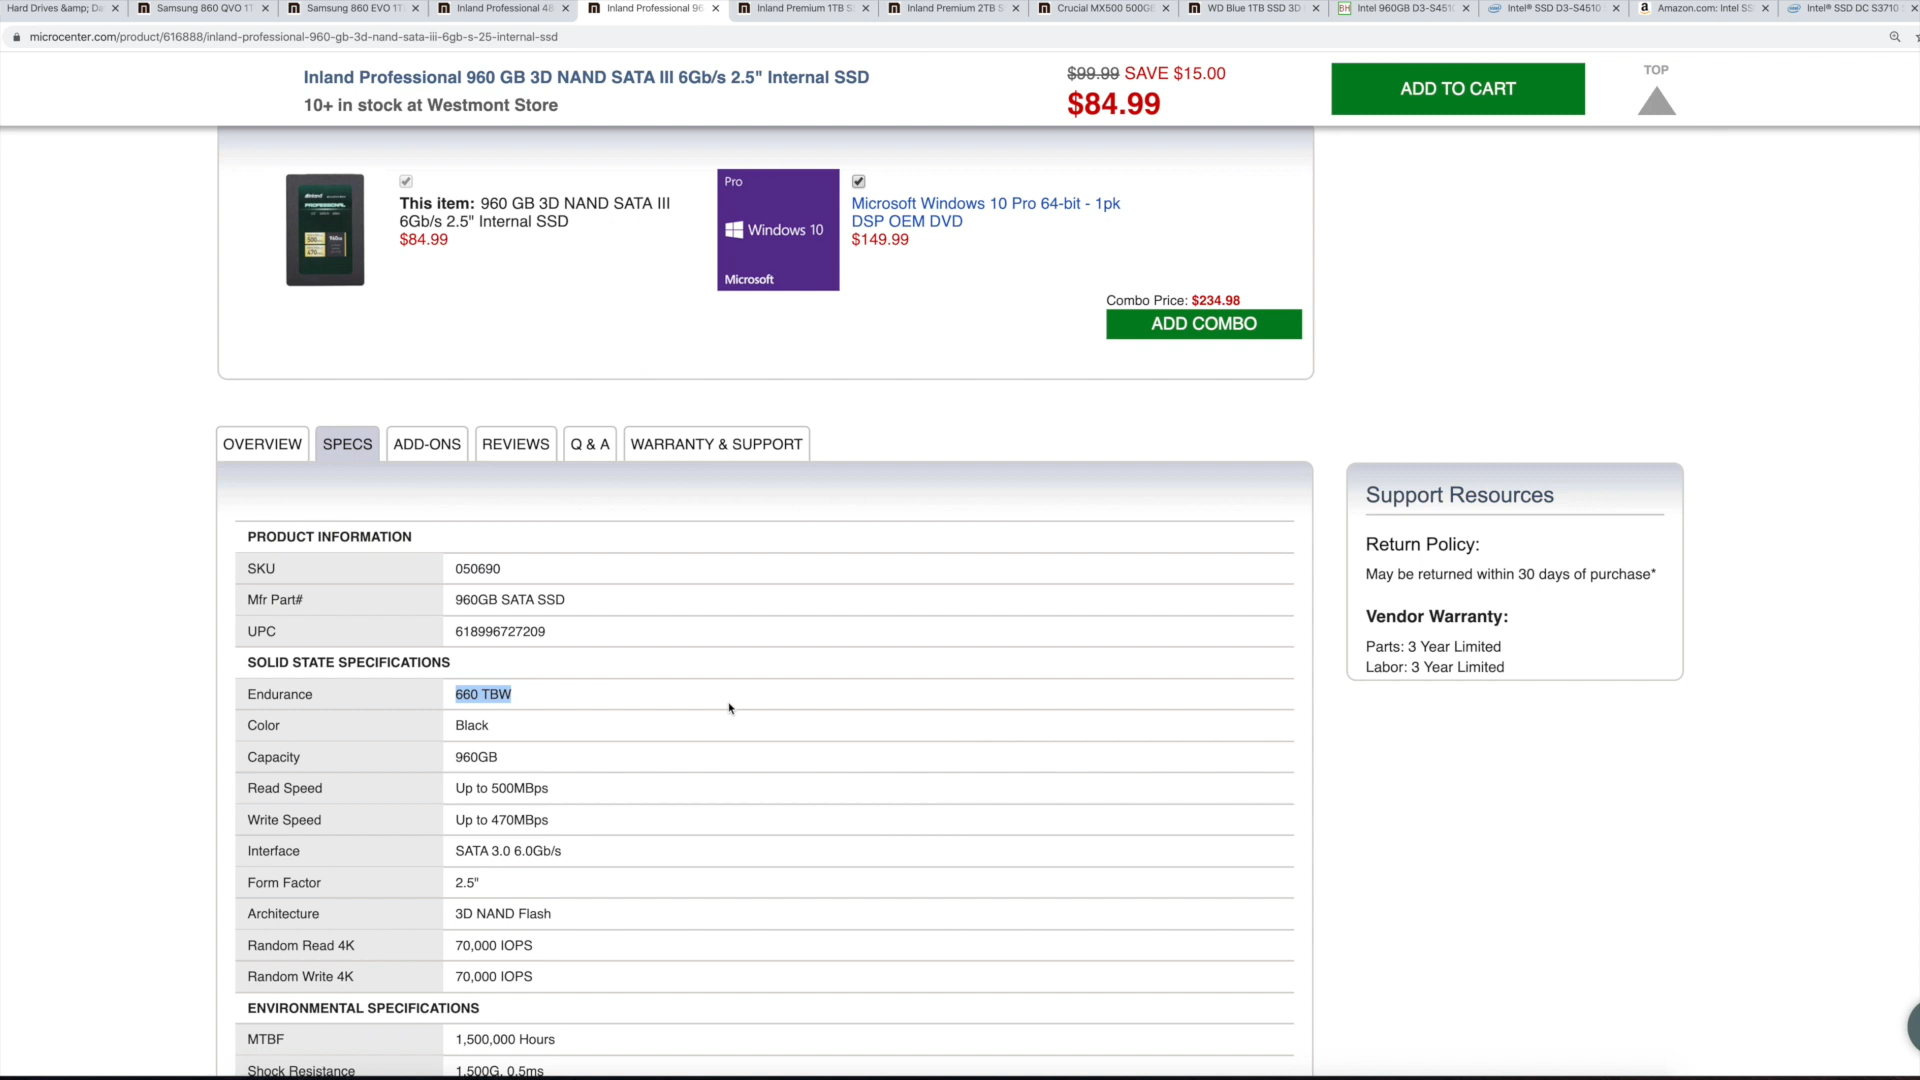 Hard Drives &amp; Da
Samsung 860 QVO 1T
Samsung 860 EVO 1T
Inland Professional 48
Inland Professional 96
Inland Premium 1TB S
Inland Premium 2TB S
Crucial MX500 500GE
WD Blue 1TB SSD 3D
BH Intel 960GB D3-S451
Intel® SSD D3-S4510
Amazon.com: Intel SS
Intel® SSD DC S3710
microcenter.com/product/616888/inland-professional-960-gb-3d-nand-sata-iii-6gb-s-25-internal-ssd
Inland Professional 960 GB 3D NAND SATA III 6Gb/s 2.5" Internal SSD
10+ in stock at Westmont Store
$99.99 SAVE $15.00
$84.99
ADD TO CART
TOP
inland
PROFESSIONAL
This item: 960 GB 3D NAND SATA III
6Gb/s 2.5" Internal SSD
$84.99
Pro
Windows 10
Microsoft
Microsoft Windows 10 Pro 64-bit - 1pk
DSP OEM DVD
$149.99
Combo Price: $234.98
ADD COMBO
OVERVIEW
SPECS
ADD-ONS
REVIEWS
Q & A
WARRANTY & SUPPORT
PRODUCT INFORMATION
SKU 050690
Mfr Part# 960GB SATA SSD
UPC 618996727209
SOLID STATE SPECIFICATIONS
Endurance 660 TBW
Color Black
Capacity 960GB
Read Speed Up to 500MBps
Write Speed Up to 470MBps
Interface SATA 3.0 6.0Gb/s
Form Factor 2.5"
Architecture 3D NAND Flash
Random Read 4K 70,000 IOPS
Random Write 4K 70,000 IOPS
ENVIRONMENTAL SPECIFICATIONS
MTBF 1,500,000 Hours
Shock Resistance 1,500G, 0.5ms
Support Resources
Return Policy:
May be returned within 30 days of purchase*
Vendor Warranty:
Parts: 3 Year Limited
Labor: 3 Year Limited